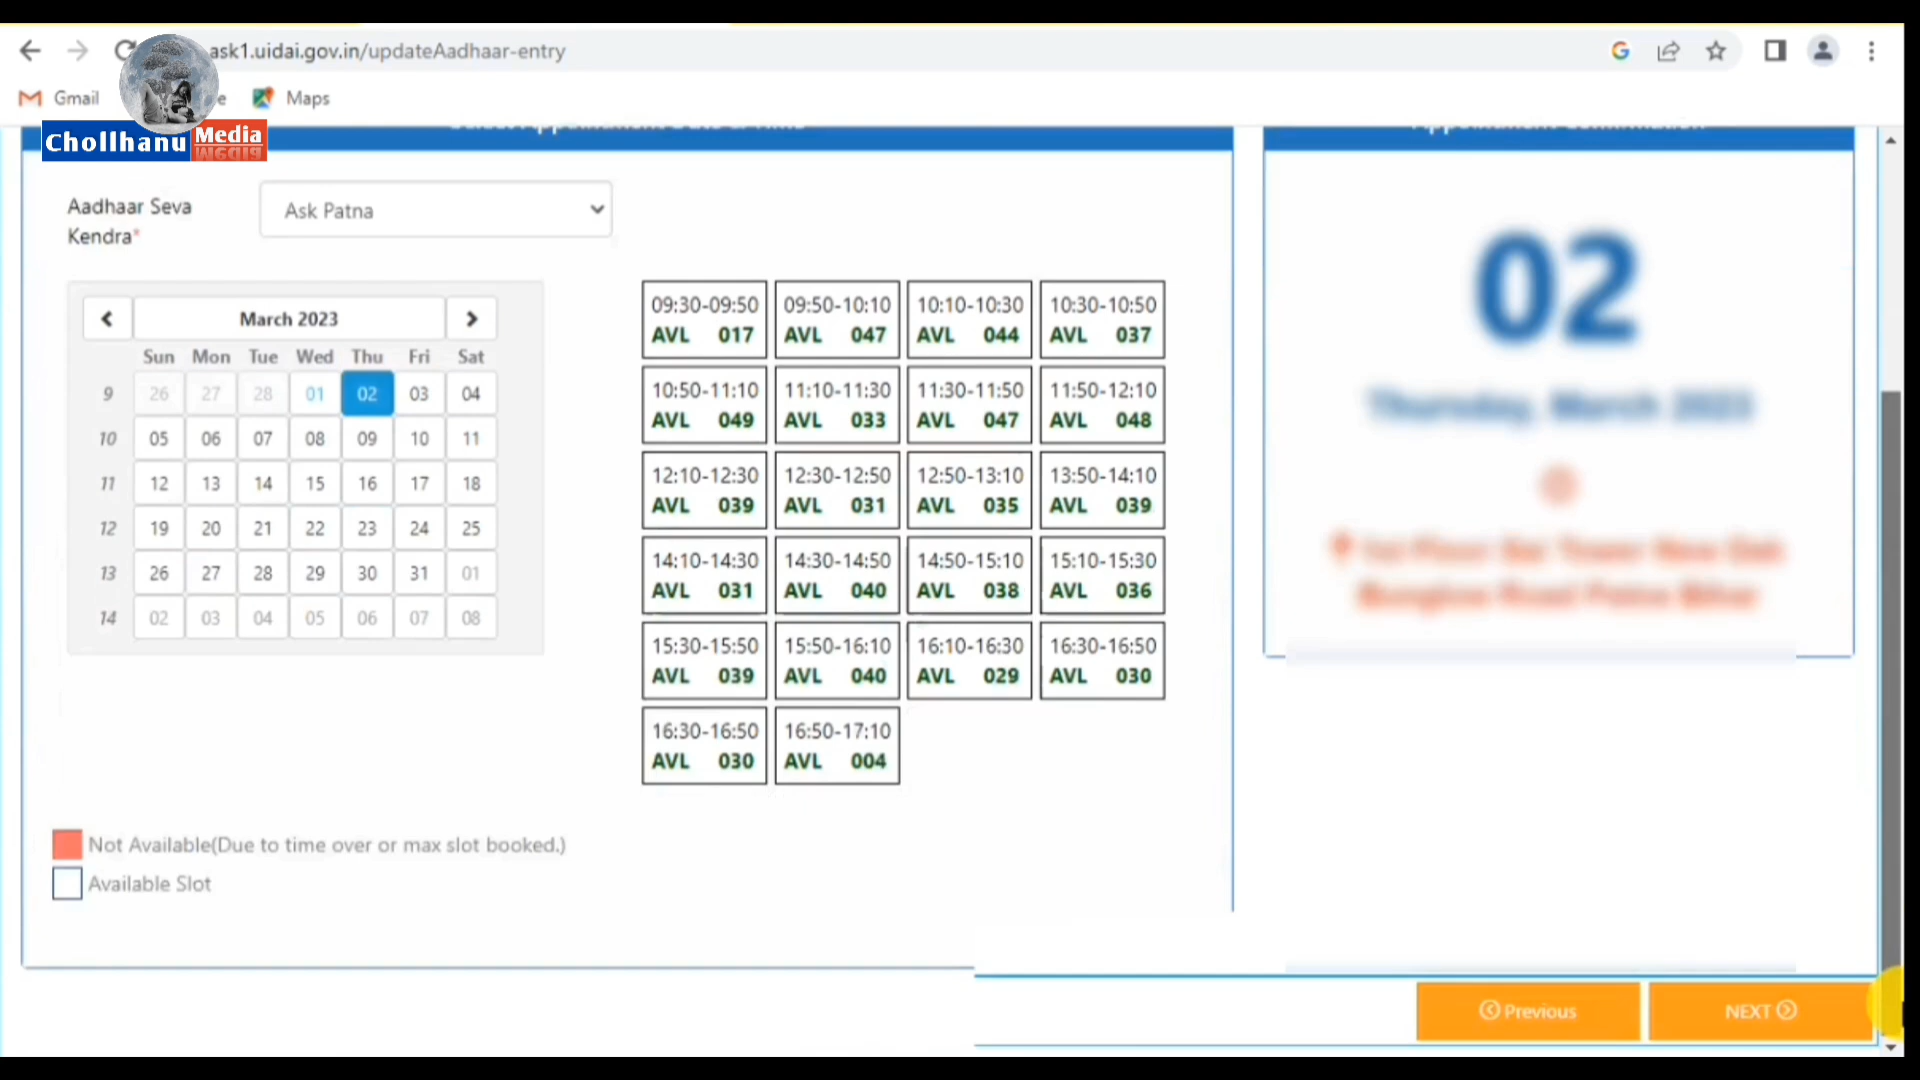 ask1.uidai.gov.in/updateAadhaar-entry
Gmail
Maps
Chollhanu Media
Aadhaar Seva
Kendra*
Ask Patna
March 2023
Sun Mon Tue Wed Thu Fri Sat
9 26 27 28 01 02 03 04
10 05 06 07 08 09 10 11
11 12 13 14 15 16 17 18
12 19 20 21 22 23 24 25
13 26 27 28 29 30 31 01
14 02 03 04 05 06 07 08
09:30-09:50 09:50-10:10 10:10-10:30 10:30-10:50
AVL 017 AVL 047 AVL 044 AVL 037
10:50-11:10 11:10-11:30 11:30-11:50 11:50-12:10
AVL 049 AVL 033 AVL 047 AVL 048
12:10-12:30 12:30-12:50 12:50-13:10 13:50-14:10
AVL 039 AVL 031 AVL 035 AVL 039
14:10-14:30 14:30-14:50 14:50-15:10 15:10-15:30
AVL 031 AVL 040 AVL 038 AVL 036
15:30-15:50 15:50-16:10 16:10-16:30 16:30-16:50
AVL 039 AVL 040 AVL 029 AVL 030
16:30-16:50 16:50-17:10
AVL 030 AVL 004
Not Available(Due to time over or max slot booked.)
Available Slot
02
Thursday, March 2023
Previous
NEXT